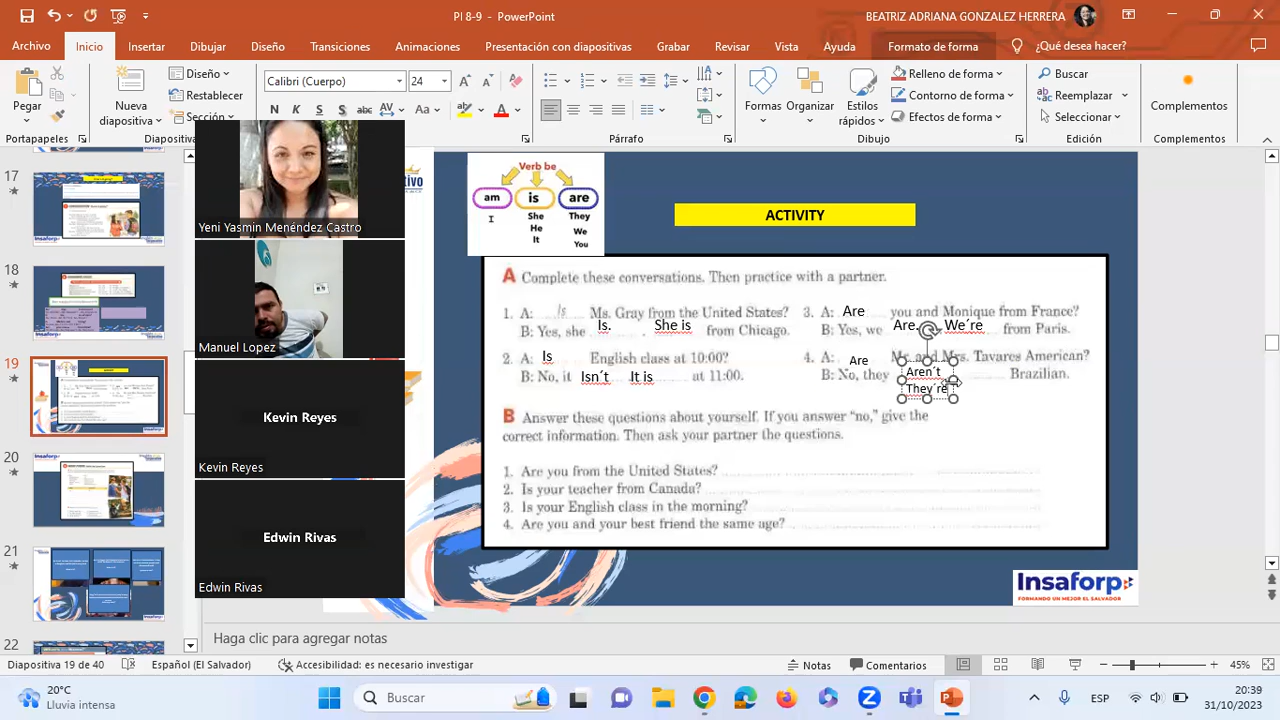 PI 8-9 - PowerPoint
BEATRIZ ADRIANA GONZALEZ HERRERA
Archivo Inicio Insertar Dibujar Diseño Transiciones Animaciones Presentación con diapositivas Grabar Revisar Vista Ayuda Formato de forma ¿Qué desea hacer?
Pegar
Portapapeles
Nueva diapositiva
Diseño
Restablecer
Sección
Diapositiva
Calibri (Cuerpo) 24
N K S S abc AV Aa A
Párrafo
Formas
Organizar
Estilos rápidos
Relleno de forma
Contorno de forma
Efectos de forma
Dibujo
Buscar
Reemplazar
Seleccionar
Edición
Complementos
Complementos
17
18
19
20
21
22
Yeni Yasmin Menéndez Castro
Manuel Lopez
Kevin Reyes
Kevin Reyes
Edwin Rivas
Edwin Rivas
Verb be
am is are
I She They
He We
It You
ACTIVITY
A Complete these conversations. Then practice with a partner.
1. A: Is Ms. Gray from the United States?
B: Yes, she is. She is from Chicago.
2. A: Is English class at 10:00?
B: No, it Isn´t It is at 11:00.
3. A: Are you and Monique from France?
B: Yes, we Are. We´re from Paris.
4. A: Are Mr. and Mrs. Tavares American?
B: No, they Aren´t They´re Brazilian.
B Answer these questions about yourself. If you answer "no," give the
correct information. Then ask your partner the questions.
1. Are you from the United States?
2. Is your teacher from Canada?
3. Is your English class in the morning?
4. Are you and your best friend the same age?
Insaforp
FORMANDO UN MEJOR EL SALVADOR
Haga clic para agregar notas
Diapositiva 19 de 40 Español (El Salvador) Accesibilidad: es necesario investigar Notas Comentarios 45%
20°C
Lluvia intensa
Buscar
ESP
20:39
31/10/2023